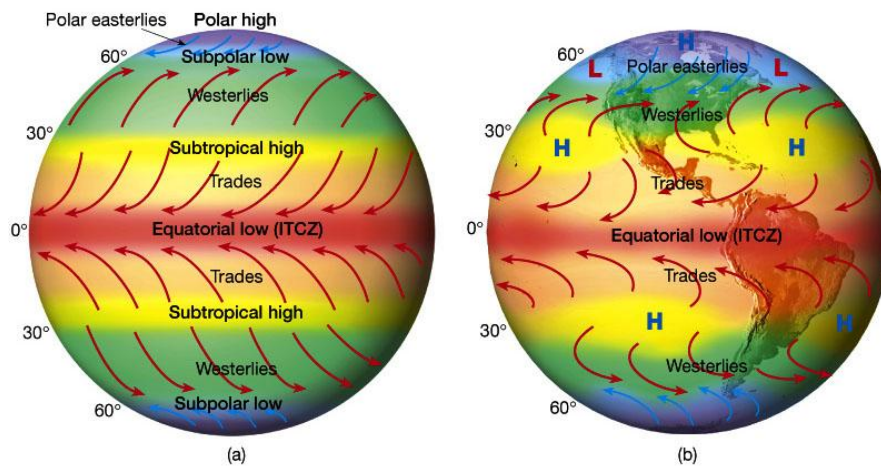 Polar easterlies
Polar high
60°
Subpolar low
Westerlies
30°
Subtropical high
Trades
0°
Equatorial low (ITCZ)
Trades
Subtropical high
30°
Westerlies
60°
Subpolar low
(a)
H
60°
L
Polar easterlies
L
30°
Westerlies
H
H
Trades
0°
Equatorial low (ITCZ)
Trades
H
H
30°
Westerlies
60°
(b)